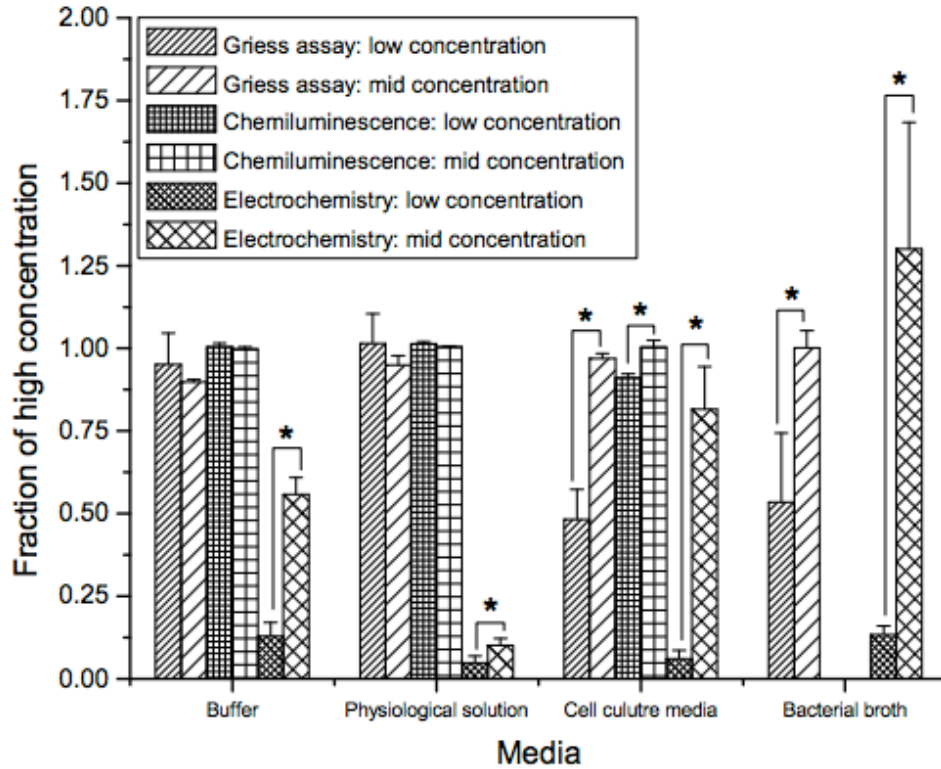 2.00
1.75
1.50
1.25
1.00
0.75
0.50
0.25
0.00
Fraction of high concentration
Griess assay: low concentration
Griess assay: mid concentration
Chemiluminescence: low concentration
Chemiluminescence: mid concentration
Electrochemistry: low concentration
Electrochemistry: mid concentration
*
*
*
*
*
*
*
Buffer
Physiological solution
Cell culutre media
Bacterial broth
Media